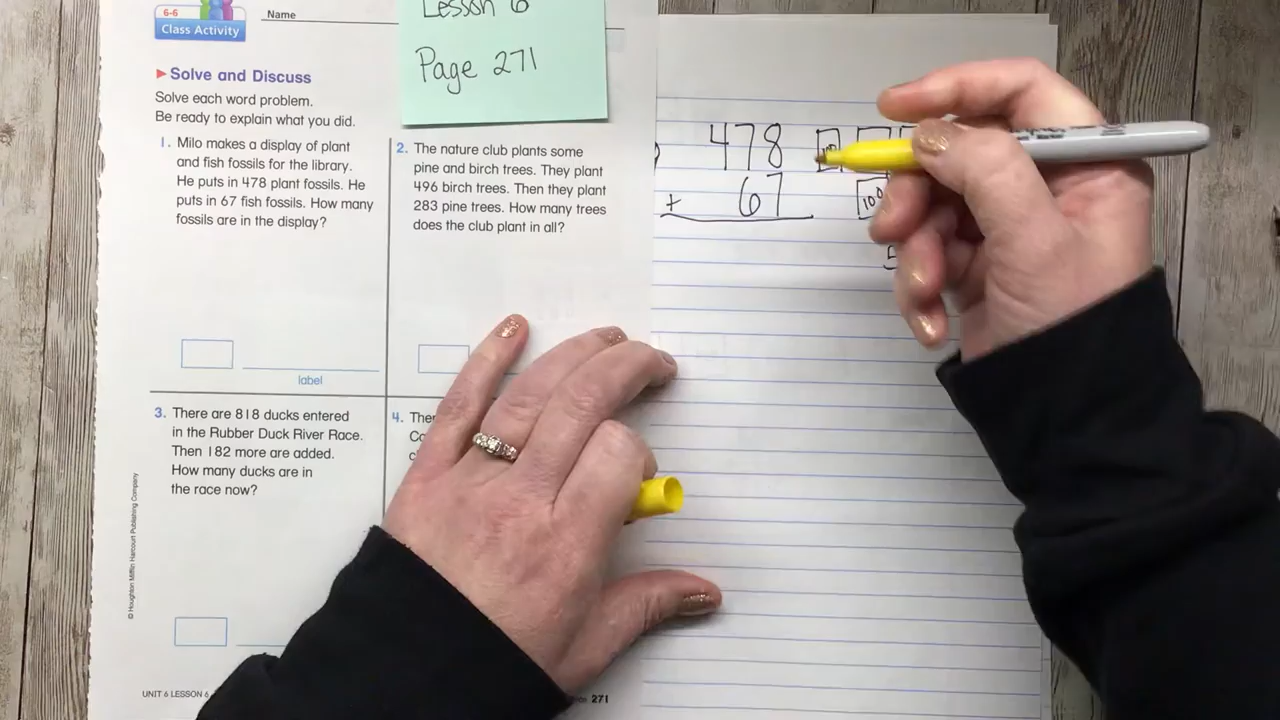 6-6
Class Activity
Name
Lesson 6
Page 271
Solve and Discuss
Solve each word problem.
Be ready to explain what you did.
1. Milo makes a display of plant
and fish fossils for the library.
He puts in 478 plant fossils. He
puts in 67 fish fossils. How many
fossils are in the display?
label
2. The nature club plants some
pine and birch trees. They plant
496 birch trees. Then they plant
283 pine trees. How many trees
does the club plant in all?
3. There are 818 ducks entered
in the Rubber Duck River Race.
Then 182 more are added.
How many ducks are in
the race now?
4.
© Houghton Mifflin Harcourt Publishing Company
UNIT 6 LESSON 6
271
478
+ 67
100
5